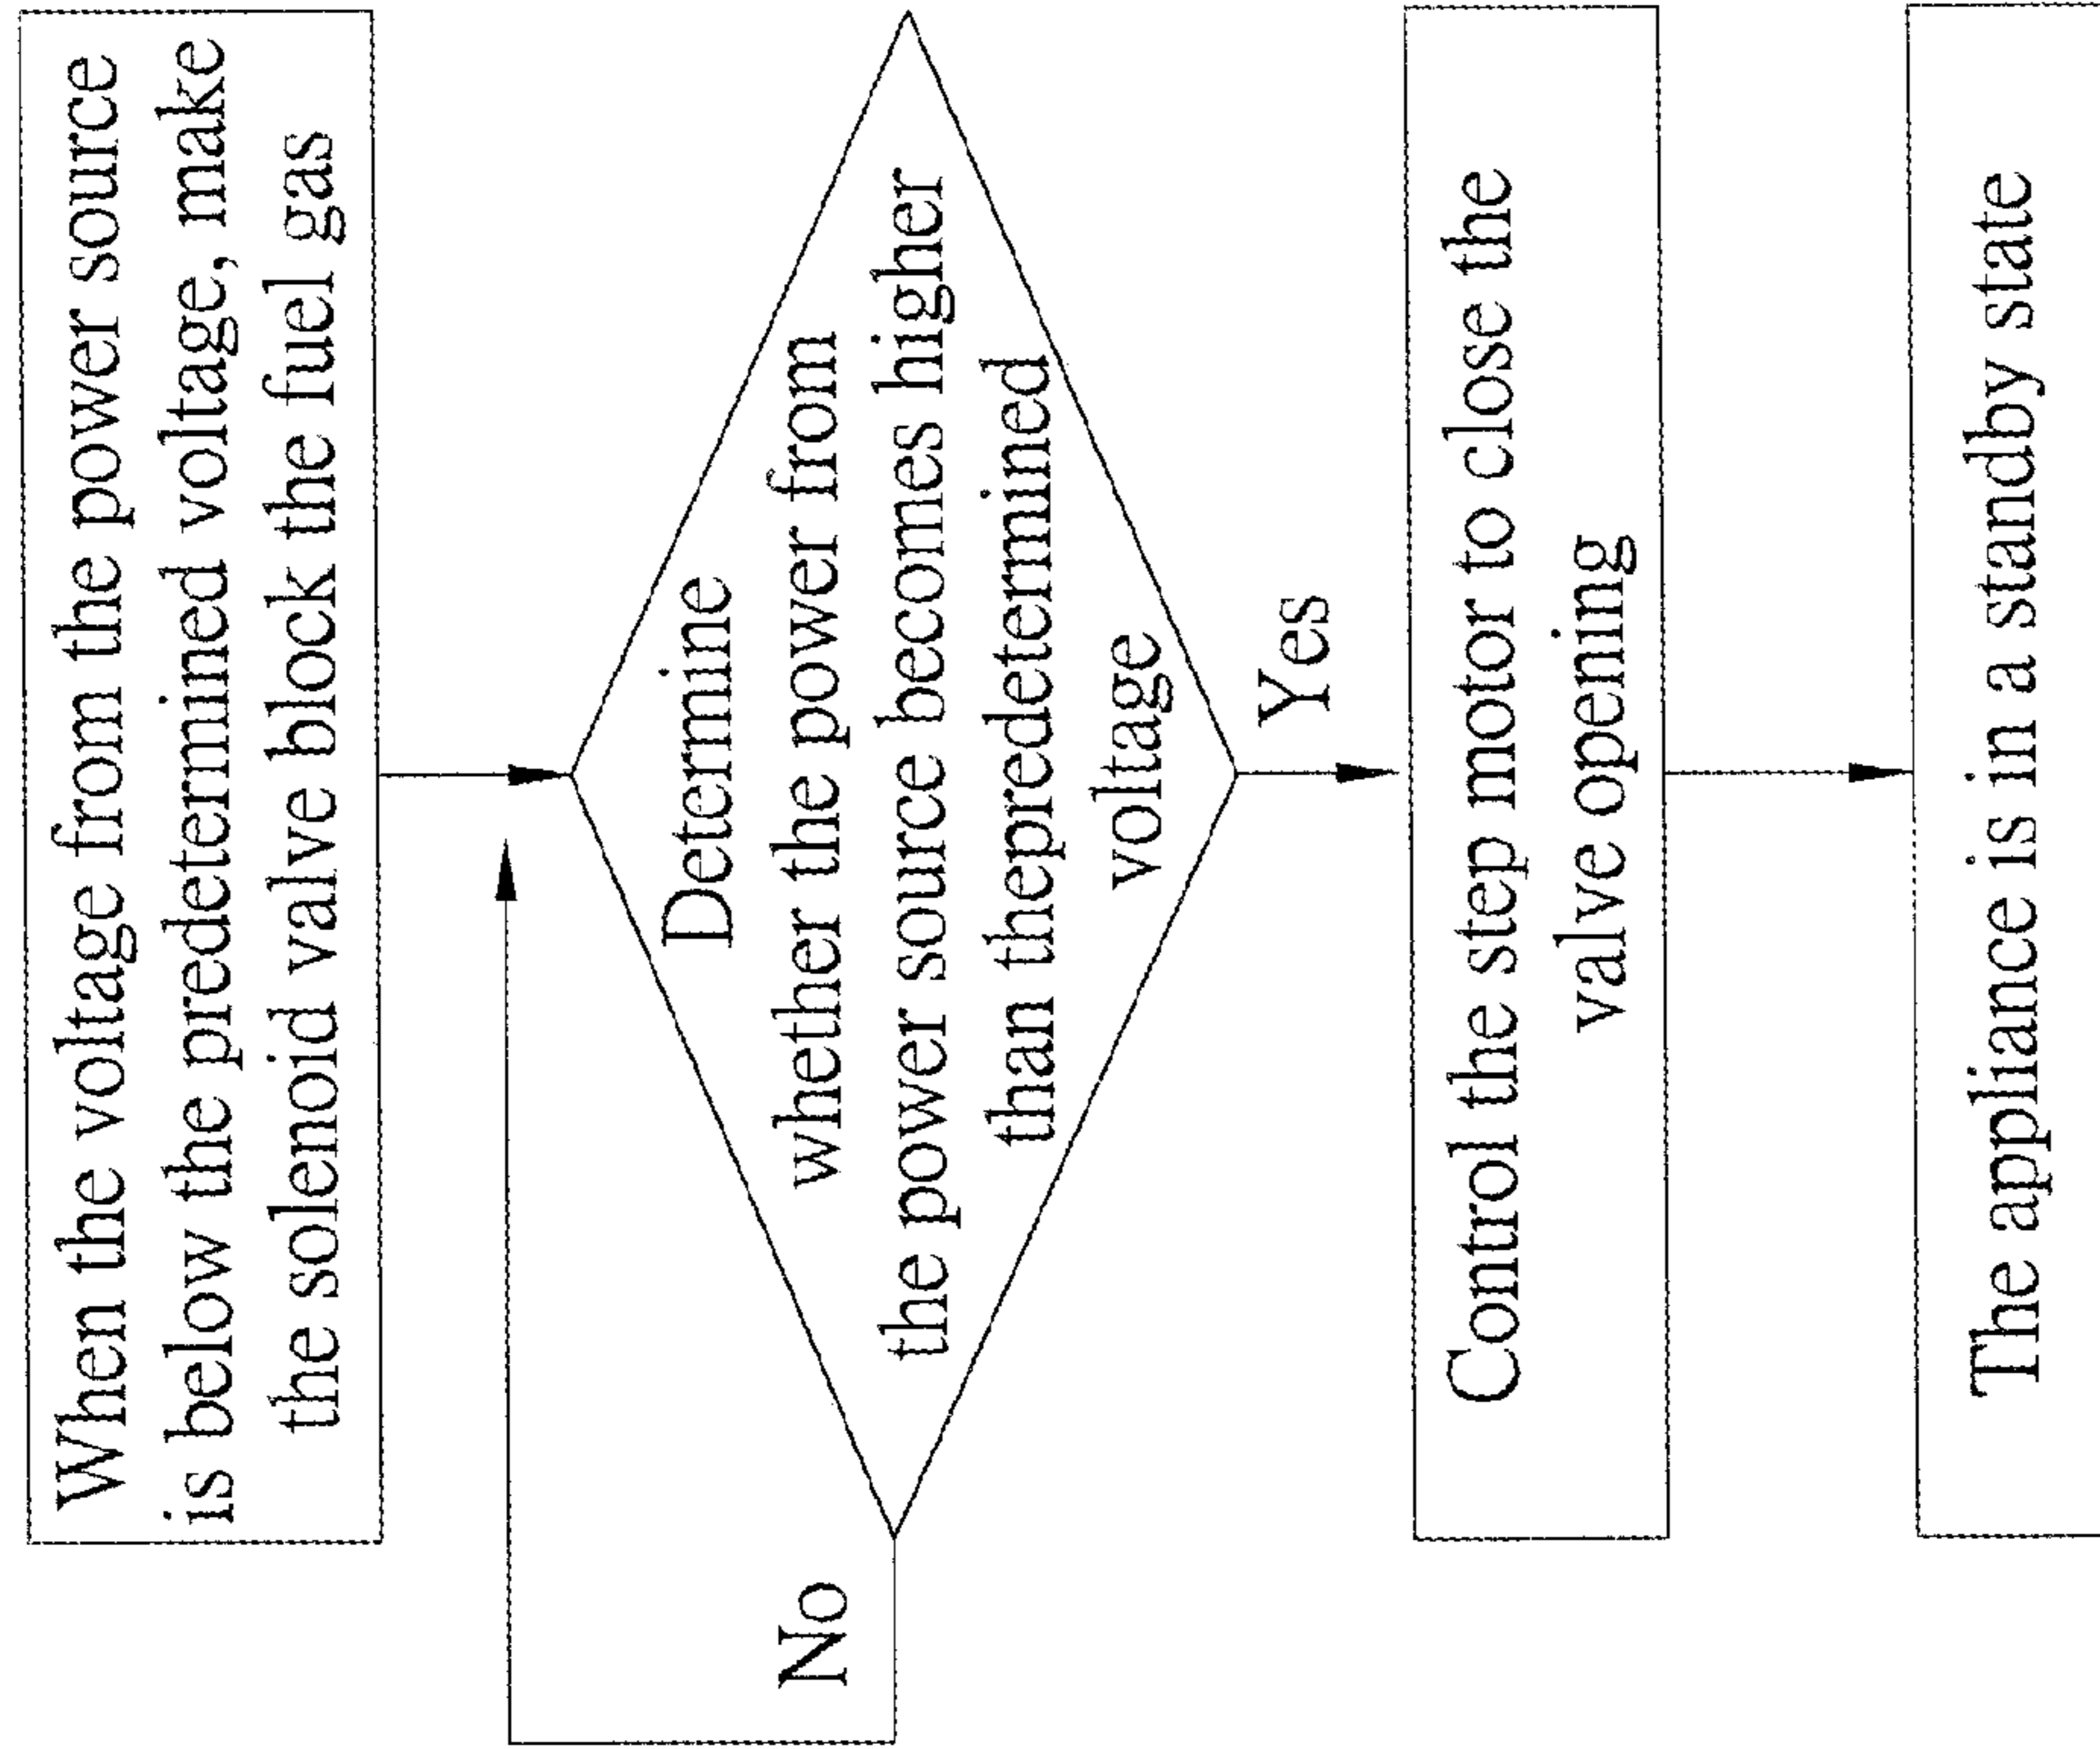 When the voltage from the power source
is below the predetermined voltage, make
the solenoid valve block the fuel gas
Determine
whether the power from
the power source becomes higher
than thepredetermined
voltage
No
Yes
Control the step motor to close the
valve opening
The appliance is in a standby state